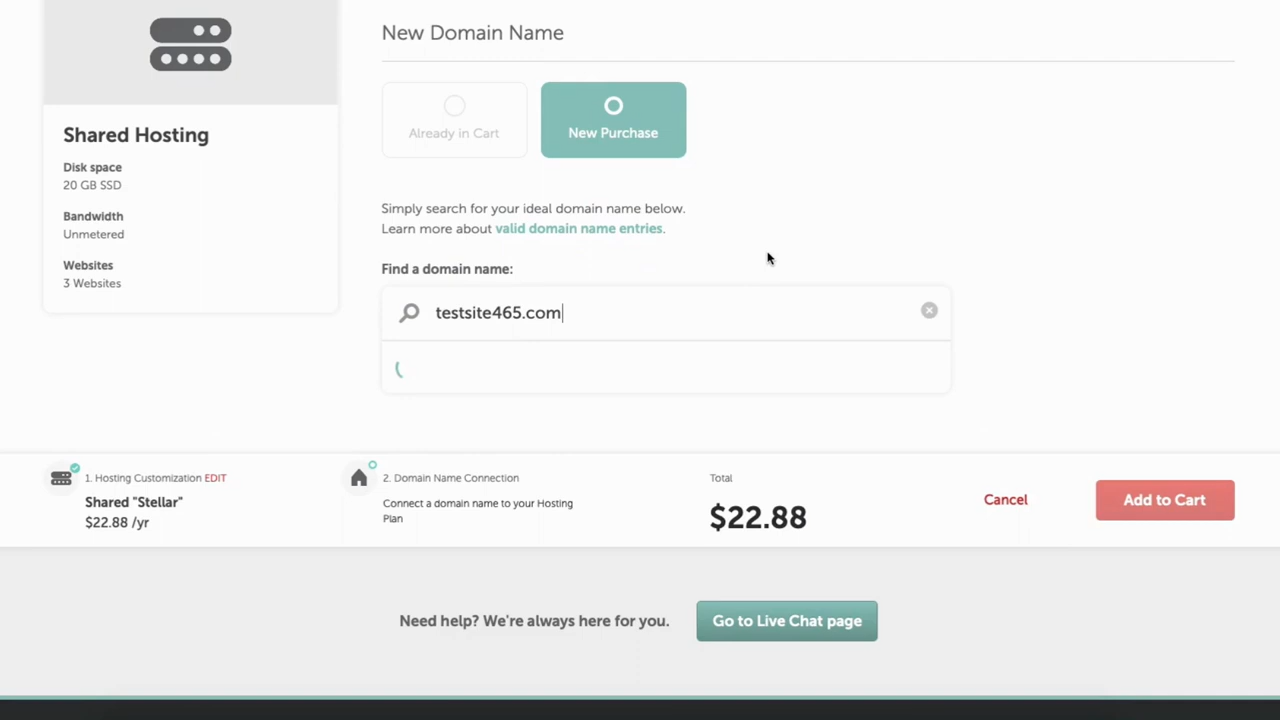 New Domain Name
Already in Cart
New Purchase
Shared Hosting
Disk space
20 GB SSD
Bandwidth
Unmetered
Websites
3 Websites
Simply search for your ideal domain name below.
Learn more about valid domain name entries.
Find a domain name:
testsite465.com
1. Hosting Customization EDIT
Shared "Stellar"
$22.88 /yr
2. Domain Name Connection
Connect a domain name to your Hosting
Plan
Total
$22.88
Cancel
Add to Cart
Need help? We're always here for you.
Go to Live Chat page